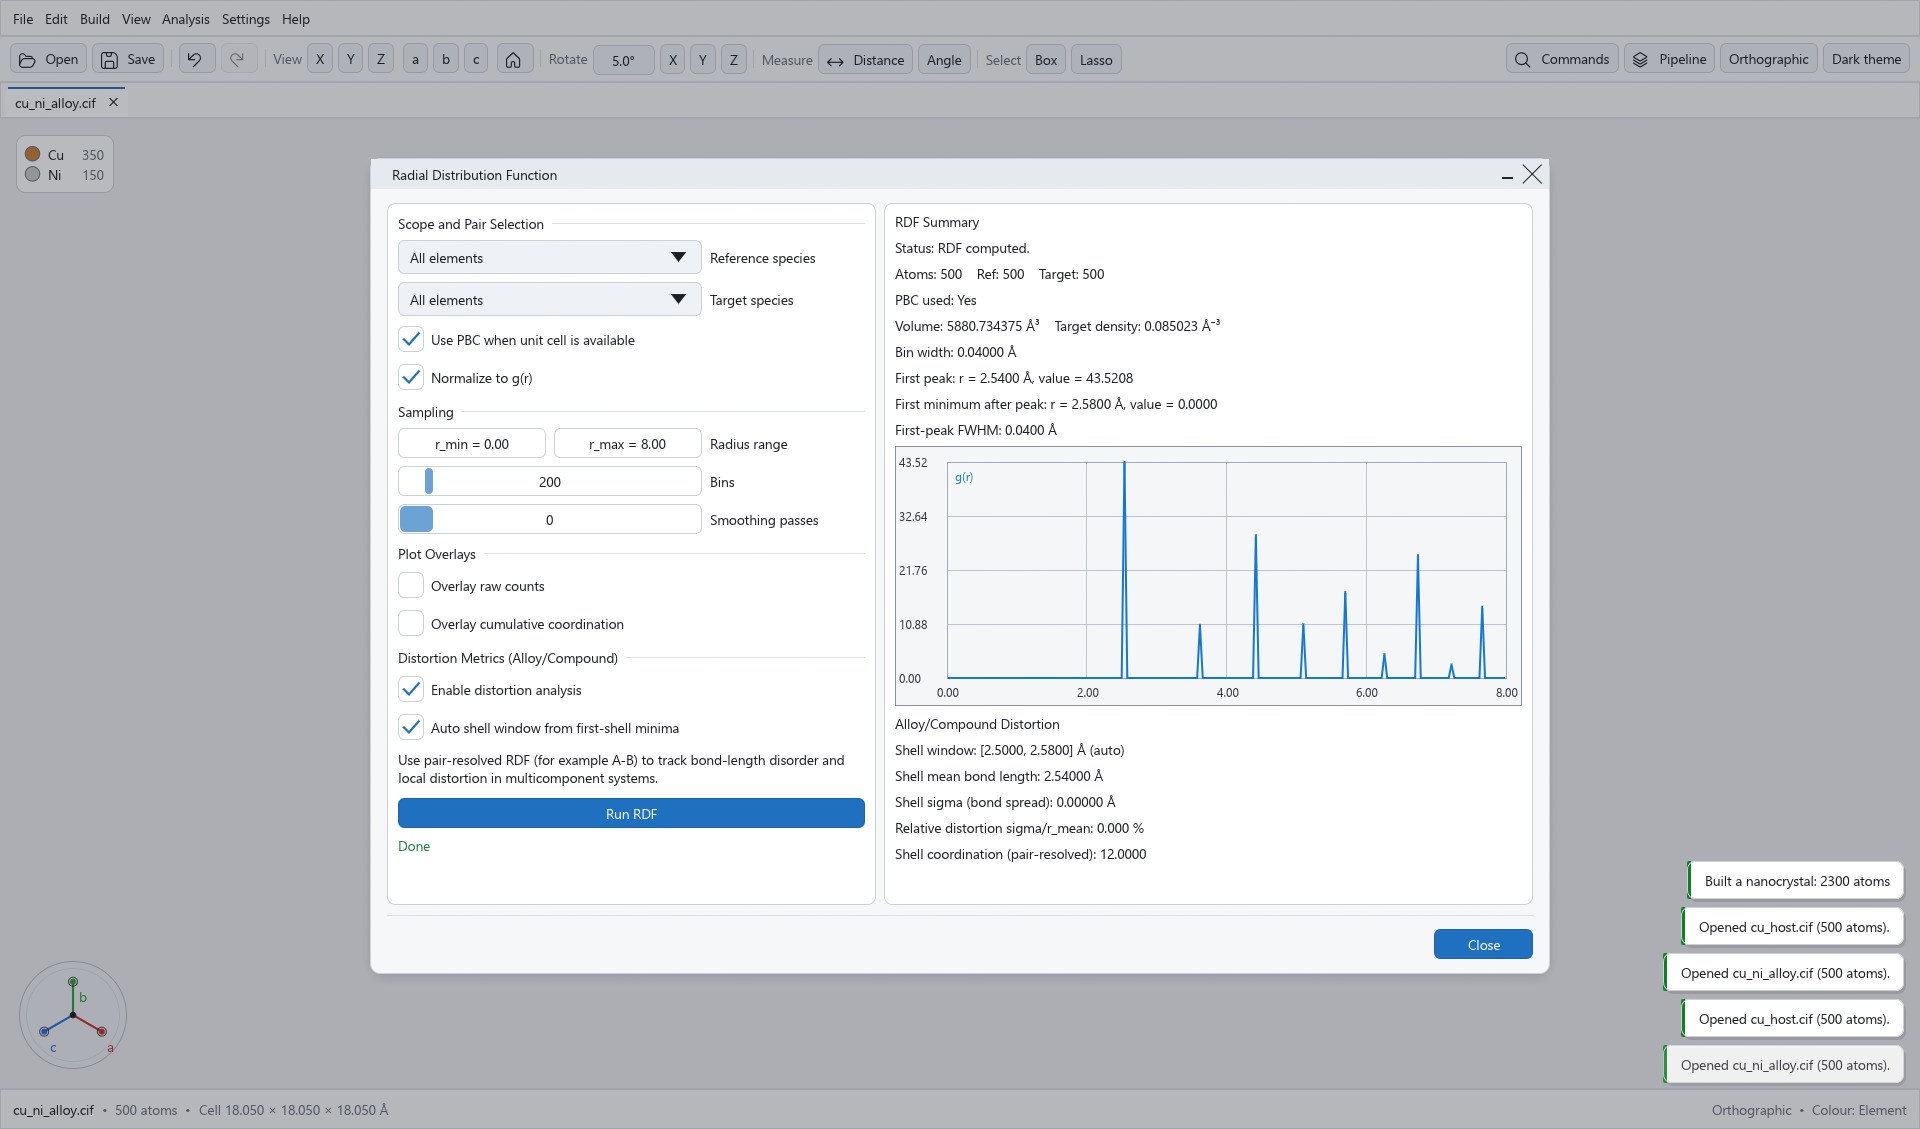 File Edit Build View Analysis Settings Help
Open Save View X Y Z a b c Rotate 5.0° X Y Z Measure Distance Angle Select Box Lasso Commands Pipeline Orthographic Dark theme
cu_ni_alloy.cif
Cu 350
Ni 150
Radial Distribution Function
Scope and Pair Selection
All elements Reference species
All elements Target species
Use PBC when unit cell is available
Normalize to g(r)
Sampling
r_min = 0.00 r_max = 8.00 Radius range
200 Bins
0 Smoothing passes
Plot Overlays
Overlay raw counts
Overlay cumulative coordination
Distortion Metrics (Alloy/Compound)
Enable distortion analysis
Auto shell window from first-shell minima
Use pair-resolved RDF (for example A-B) to track bond-length disorder and
local distortion in multicomponent systems.
Run RDF
Done
RDF Summary
Status: RDF computed.
Atoms: 500 Ref: 500 Target: 500
PBC used: Yes
Volume: 5880.734375 Å³ Target density: 0.085023 Å⁻³
Bin width: 0.04000 Å
First peak: r = 2.5400 Å, value = 43.5208
First minimum after peak: r = 2.5800 Å, value = 0.0000
First-peak FWHM: 0.0400 Å
43.52
g(r)
32.64
21.76
10.88
0.00
0.00 2.00 4.00 6.00 8.00
Alloy/Compound Distortion
Shell window: [2.5000, 2.5800] Å (auto)
Shell mean bond length: 2.54000 Å
Shell sigma (bond spread): 0.00000 Å
Relative distortion sigma/r_mean: 0.000 %
Shell coordination (pair-resolved): 12.0000
Close
Built a nanocrystal: 2300 atoms
Opened cu_host.cif (500 atoms).
Opened cu_ni_alloy.cif (500 atoms).
Opened cu_host.cif (500 atoms).
Opened cu_ni_alloy.cif (500 atoms).
b
c a
cu_ni_alloy.cif • 500 atoms • Cell 18.050 × 18.050 × 18.050 Å
Orthographic • Colour: Element